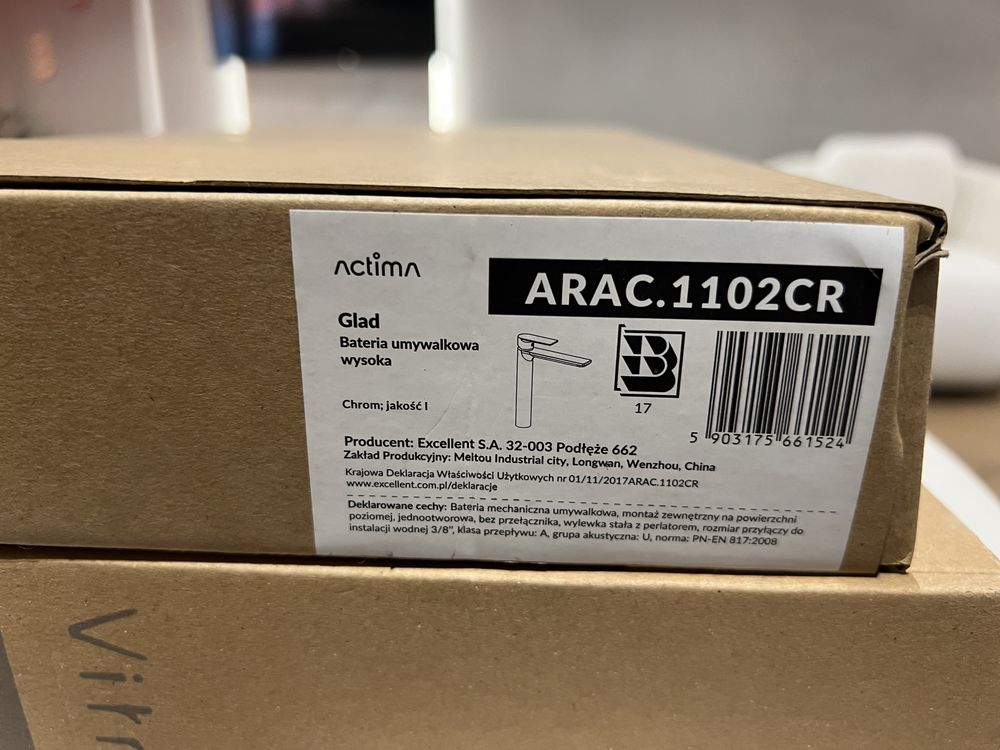 actima
ARAC.1102CR
Glad
Bateria umywalkowa
wysoka
Chrom; jakość I
17
5 903175 661524
Producent: Excellent S.A. 32-003 Podłęże 662
Zakład Produkcyjny: Meitou Industrial city, Longwan, Wenzhou, China
Krajowa Deklaracja Właściwości Użytkowych nr 01/11/2017ARAC.1102CR
www.excellent.com.pl/deklaracje
Deklarowane cechy: Bateria mechaniczna umywalkowa, montaż zewnętrzny na powierzchni
poziomej, jednootworowa, bez przełącznika, wylewka stała z perlatorem, rozmiar przyłączy do
instalacji wodnej 3/8", klasa przepływu: A, grupa akustyczna: U, norma: PN-EN 817:2008